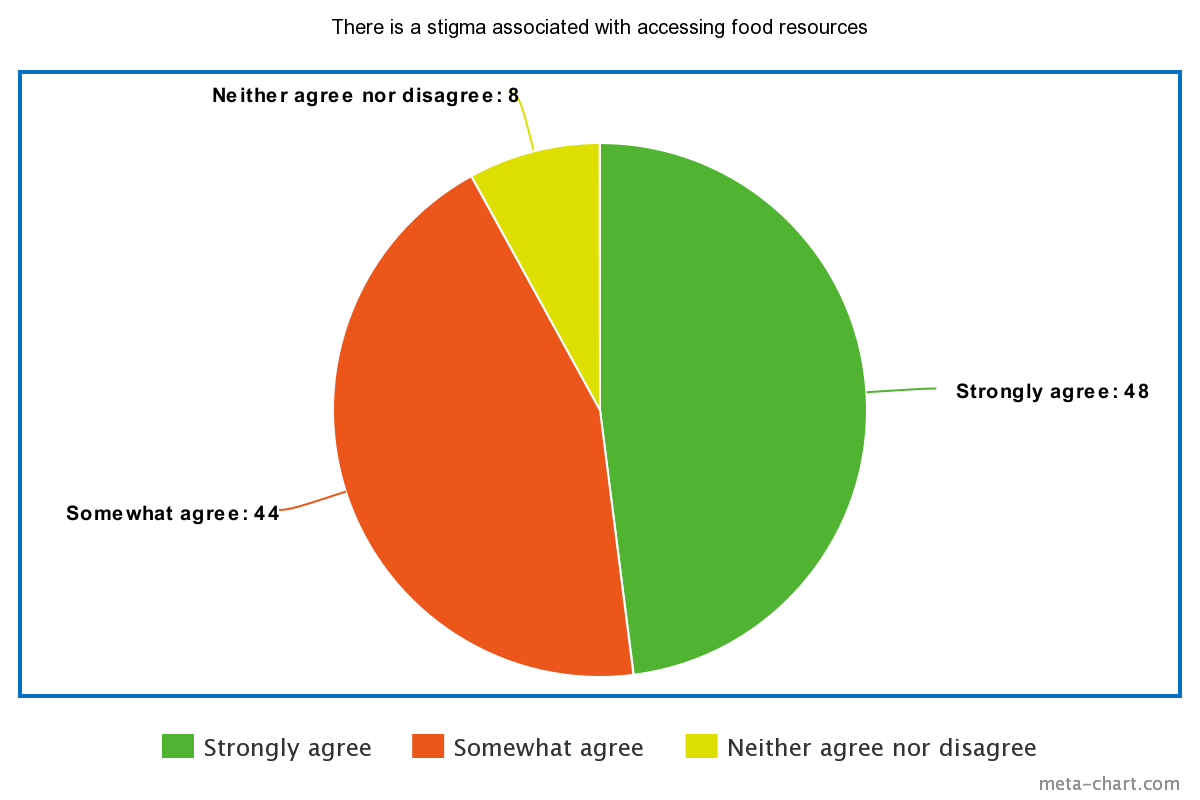 There is a stigma associated with accessing food resources
Neither agree nor disagree: 8
Strongly agree: 48
Somewhat agree: 44
Strongly agree
Somewhat agree
Neither agree nor disagree
meta-chart.com